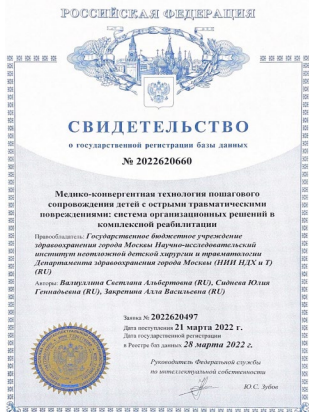 РОССИЙСКАЯ ФЕДЕРАЦИЯ
СВИДЕТЕЛЬСТВО
о государственной регистрации базы данных
№ 2022620660
Медико-конвергентная технология пошагового
сопровождения детей с острыми травматическими
повреждениями: система организационных решений в
комплексной реабилитации
Правообладатель: Государственное бюджетное учреждение
здравоохранения города Москвы Научно-исследовательский
институт неотложной детской хирургии и травматологии
Департамента здравоохранения города Москвы (НИИ НДХ и Т)
(RU)
Авторы: Валиуллина Светлана Альбертовна (RU), Сиднева Юлия
Геннадьевна (RU), Закрепина Алла Васильевна (RU)
Заявка № 2022620497
Дата поступления 21 марта 2022 г.
Дата государственной регистрации
в Реестре баз данных 28 марта 2022 г.
Руководитель Федеральной службы
по интеллектуальной собственности
Ю.С. Зубов